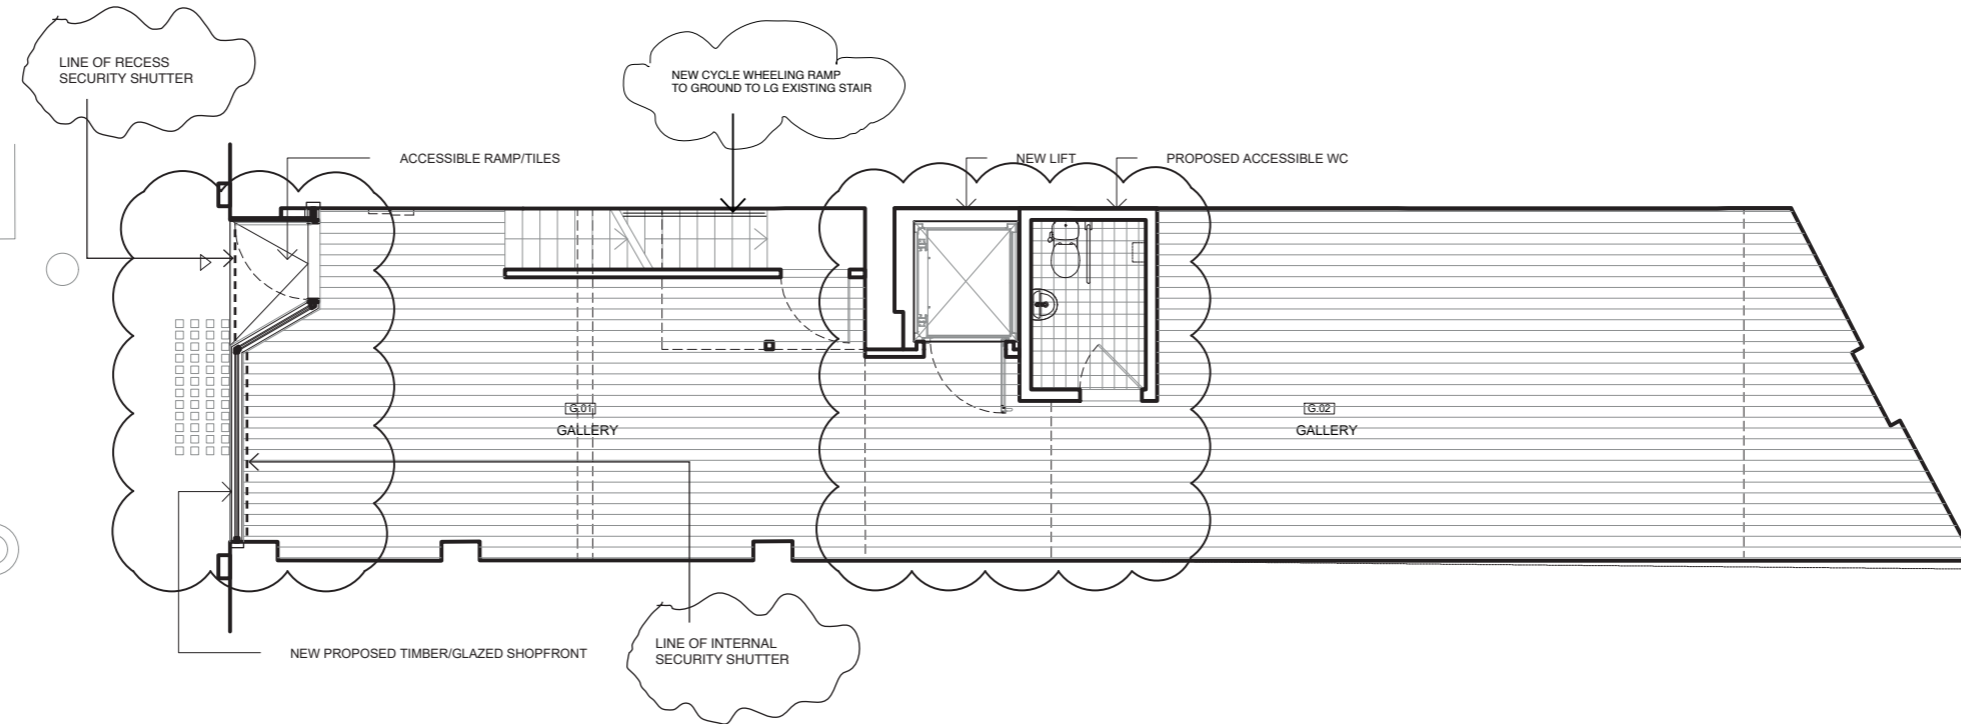 LINE OF RECESS
SECURITY SHUTTER
NEW CYCLE WHEELING RAMP
TO GROUND TO LG EXISTING STAIR
ACCESSIBLE RAMP/TILES
NEW LIFT
PROPOSED ACCESSIBLE WC
G.01
GALLERY
G.02
GALLERY
NEW PROPOSED TIMBER/GLAZED SHOPFRONT
LINE OF INTERNAL
SECURITY SHUTTER